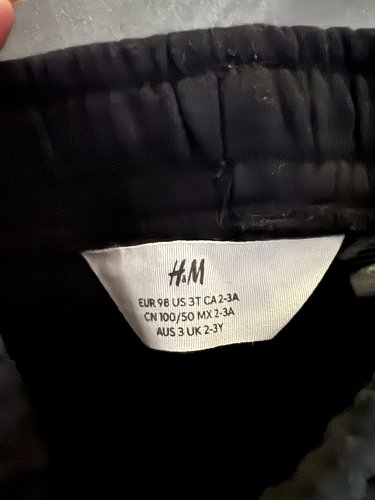 H&M
EUR 98 US 3T CA 2-3A
CN 100/50 MX 2-3A
AUS 3 UK 2-3Y